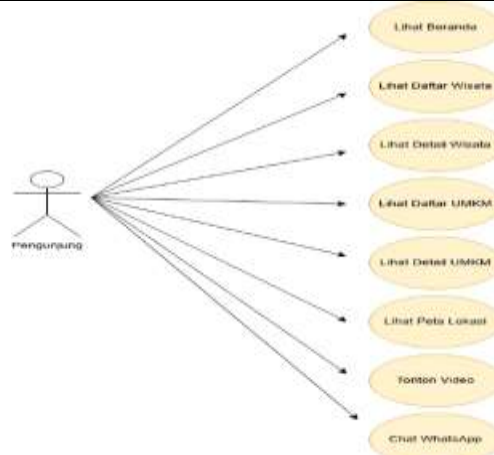 Lihat Beranda
Lihat Daftar Wisata
Lihat Detail Wisata
Lihat Daftar UMKM
Pengunjung
Lihat Detail UMKM
Lihat Peta Lokasi
Tonton Video
Chat WhatsApp